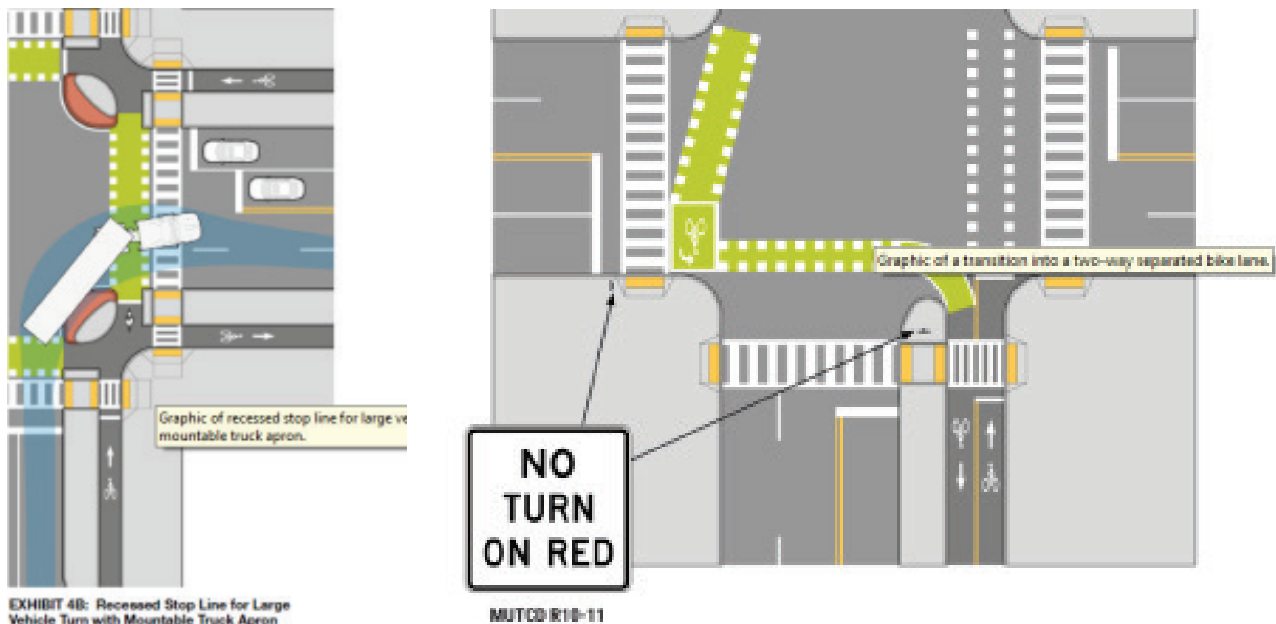 Graphic of recessed stop line for large ve
mountable truck apron.
EXHIBIT 4B: Recessed Stop Line for Large
Vehicle Turn with Mountable Truck Apron
Graphic of a transition into a two-way separated bike lane.
NO
TURN
ON RED
MUTCD R10-11